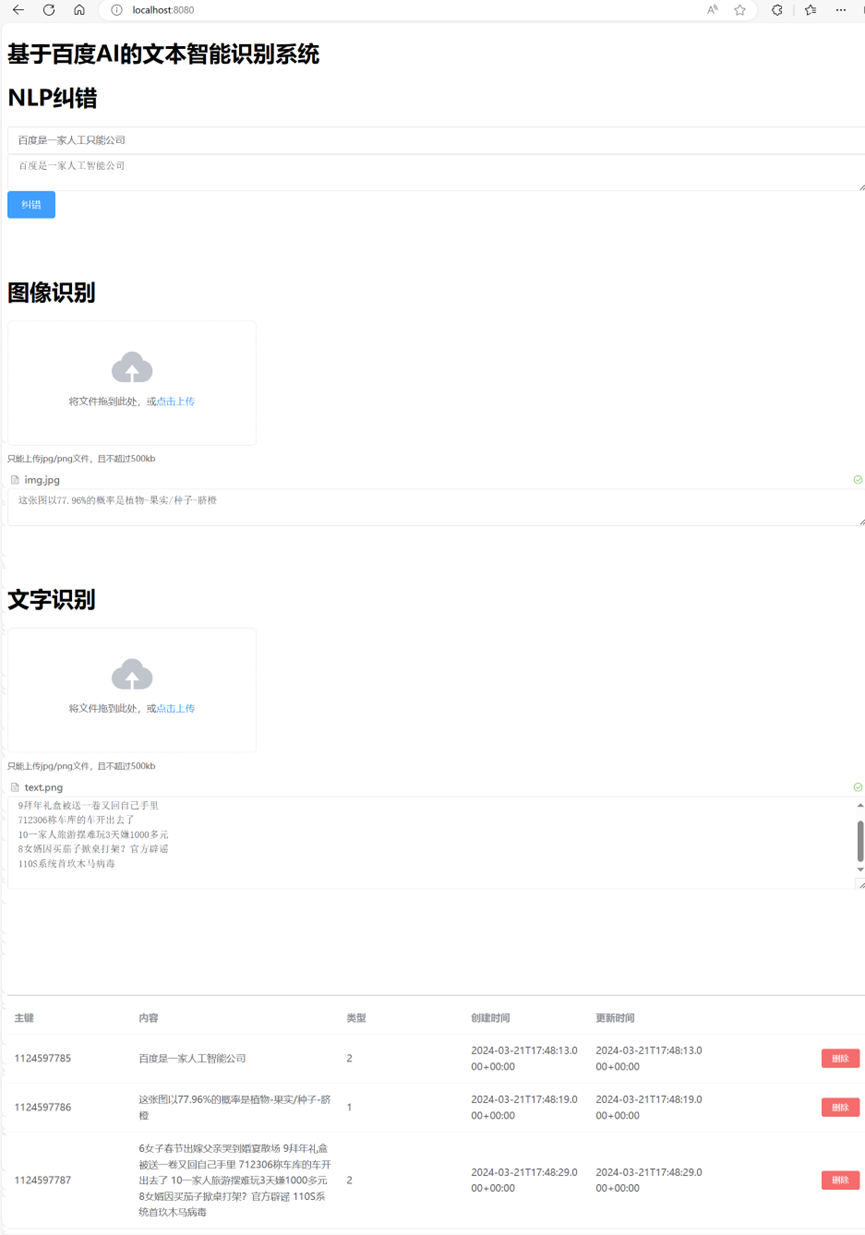 localhost:8080
基于百度AI的文本智能识别系统
NLP纠错
百度是一家人工只能公司
百度是一家人工智能公司
纠错
图像识别
将文件拖到此处，或点击上传
只能上传jpg/png文件，且不超过500kb
img.jpg
这张图以77.96%的概率是植物-果实/种子-脐橙
文字识别
将文件拖到此处，或点击上传
只能上传jpg/png文件，且不超过500kb
text.png
9拜年礼盒被送一卷又回自己手里
712306称车库的车开出去了
10一家人旅游摆难玩3天嫌1000多元
8女婿因买茄子掀桌打架？官方辟谣
110S系统首玖木马病毒
主键 内容 类型 创建时间 更新时间
1124597785 百度是一家人工智能公司 2 2024-03-21T17:48:13.0 2024-03-21T17:48:13.0 删除
00+00:00 00+00:00
1124597786 这张图以77.96%的概率是植物-果实/种子-脐 1 2024-03-21T17:48:19.0 2024-03-21T17:48:19.0 删除
橙 00+00:00 00+00:00
6女子春节出嫁父亲哭到婚宴散场 9拜年礼盒
被送一卷又回自己手里 712306称车库的车开
1124597787 出去了 10一家人旅游摆难玩3天嫌1000多元 2 2024-03-21T17:48:29.0 2024-03-21T17:48:29.0 删除
8女婿因买茄子掀桌打架？官方辟谣 110S系 00+00:00 00+00:00
统首玖木马病毒